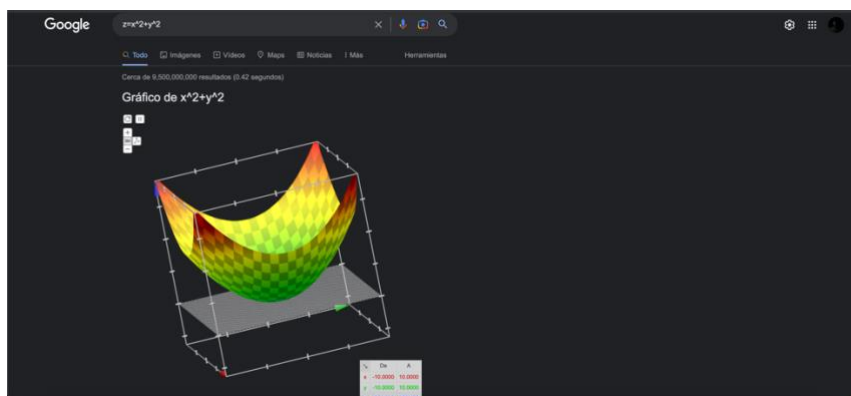 Google
z=x^2+y^2
Todo Imágenes Vídeos Maps Noticias Más Herramientas
Cerca de 9,500,000,000 resultados (0.42 segundos)
Gráfico de x^2+y^2
De A
x -10.0000 10.0000
y -10.0000 10.0000